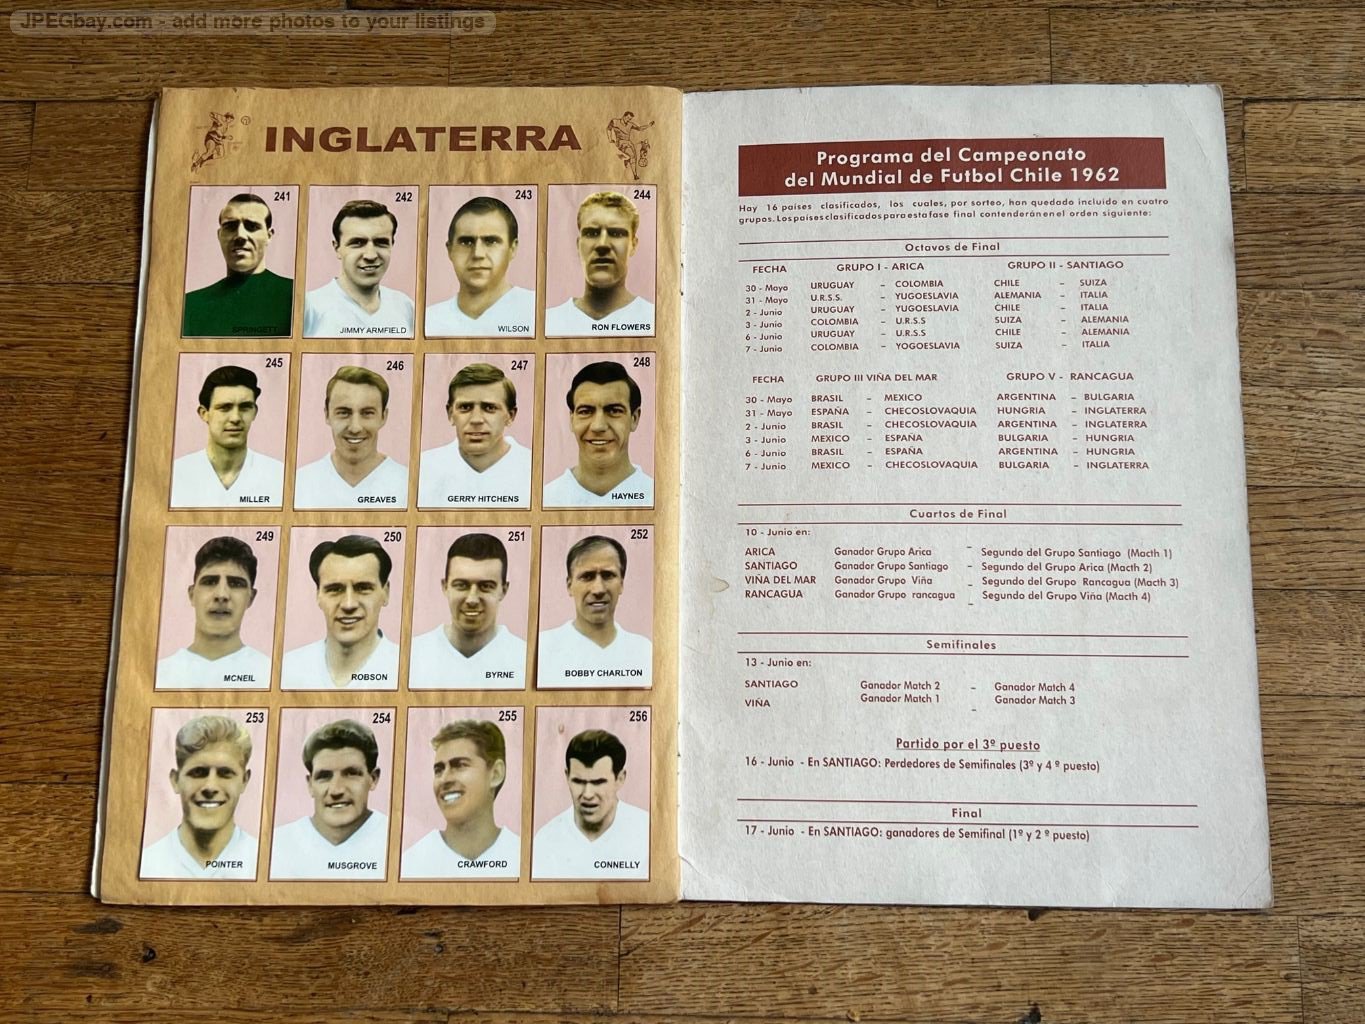 JPEGbay.com - add more photos to your listings
INGLATERRA
241
SPRINGETT
242
JIMMY ARMFIELD
243
WILSON
244
RON FLOWERS
245
MILLER
246
GREAVES
247
GERRY HITCHENS
248
HAYNES
249
MCNEIL
250
ROBSON
251
BYRNE
252
BOBBY CHARLTON
253
POINTER
254
MUSGROVE
255
CRAWFORD
256
CONNELLY
Programa del Campeonato
del Mundial de Futbol Chile 1962
Hay 16 países clasificados, los cuales, por sorteo, han quedado incluido en cuatro
grupos. Los países clasificados para esta fase final contenderán en el orden siguiente:
Octavos de Final
FECHA GRUPO I - ARICA GRUPO II - SANTIAGO
30 - Mayo URUGUAY - COLOMBIA CHILE - SUIZA
31 - Mayo U.R.S.S. - YUGOESLAVIA ALEMANIA - ITALIA
2 - Junio URUGUAY - YUGOESLAVIA CHILE - ITALIA
3 - Junio COLOMBIA - U.R.S.S SUIZA - ALEMANIA
6 - Junio URUGUAY - U.R.S.S CHILE - ALEMANIA
7 - Junio COLOMBIA - YOGOESLAVIA SUIZA - ITALIA
FECHA GRUPO III VIÑA DEL MAR GRUPO V - RANCAGUA
30 - Mayo BRASIL - MEXICO ARGENTINA - BULGARIA
31 - Mayo ESPAÑA - CHECOSLOVAQUIA HUNGRIA - INGLATERRA
2 - Junio BRASIL - CHECOSLOVAQUIA ARGENTINA - INGLATERRA
3 - Junio MEXICO - ESPAÑA BULGARIA - HUNGRIA
6 - Junio BRASIL - ESPAÑA ARGENTINA - HUNGRIA
7 - Junio MEXICO - CHECOSLOVAQUIA BULGARIA - INGLATERRA
Cuartos de Final
10 - Junio en:
ARICA Ganador Grupo Arica - Segundo del Grupo Santiago (Macth 1)
SANTIAGO Ganador Grupo Santiago - Segundo del Grupo Arica (Macth 2)
VIÑA DEL MAR Ganador Grupo Viña - Segundo del Grupo Rancagua (Macth 3)
RANCAGUA Ganador Grupo rancagua - Segundo del Grupo Viña (Macth 4)
Semifinales
13 - Junio en:
SANTIAGO Ganador Match 2 - Ganador Match 4
VIÑA Ganador Match 1 - Ganador Match 3
Partido por el 3º puesto
16 - Junio - En SANTIAGO: Perdedores de Semifinales (3º y 4 º puesto)
Final
17 - Junio - En SANTIAGO: ganadores de Semifinal (1º y 2 º puesto)